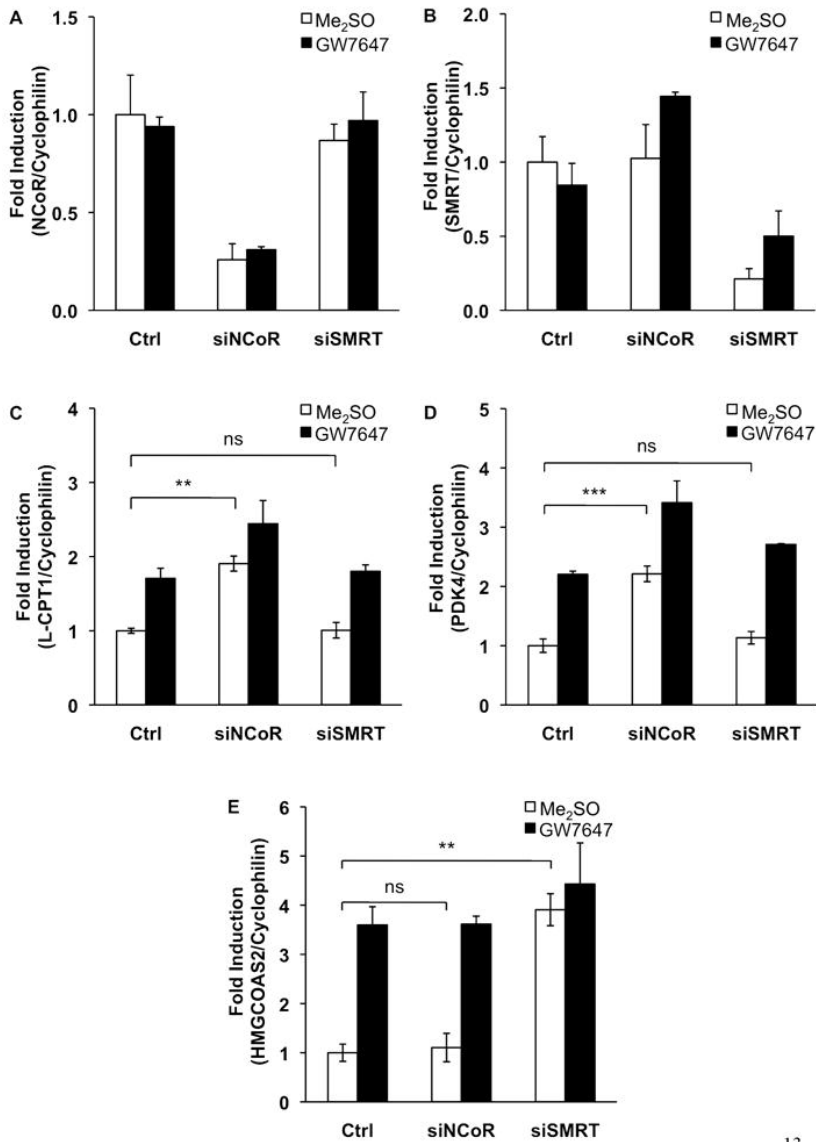 A
Me₂SO
GW7647
Fold Induction
(NCoR/Cyclophilin)
1.5
1.0
0.5
0.0
Ctrl siNCoR siSMRT
B
Me₂SO
GW7647
Fold Induction
(SMRT/Cyclophilin)
2.0
1.5
1.0
0.5
0.0
Ctrl siNCoR siSMRT
C
Me₂SO
GW7647
Fold Induction
(L-CPT1/Cyclophilin)
4
3
2
1
0
ns
**
Ctrl siNCoR siSMRT
D
Me₂SO
GW7647
Fold Induction
(PDK4/Cyclophilin)
5
4
3
2
1
0
ns
***
Ctrl siNCoR siSMRT
E
Me₂SO
GW7647
Fold Induction
(HMGCOAS2/Cyclophilin)
6
5
4
3
2
1
0
**
ns
Ctrl siNCoR siSMRT